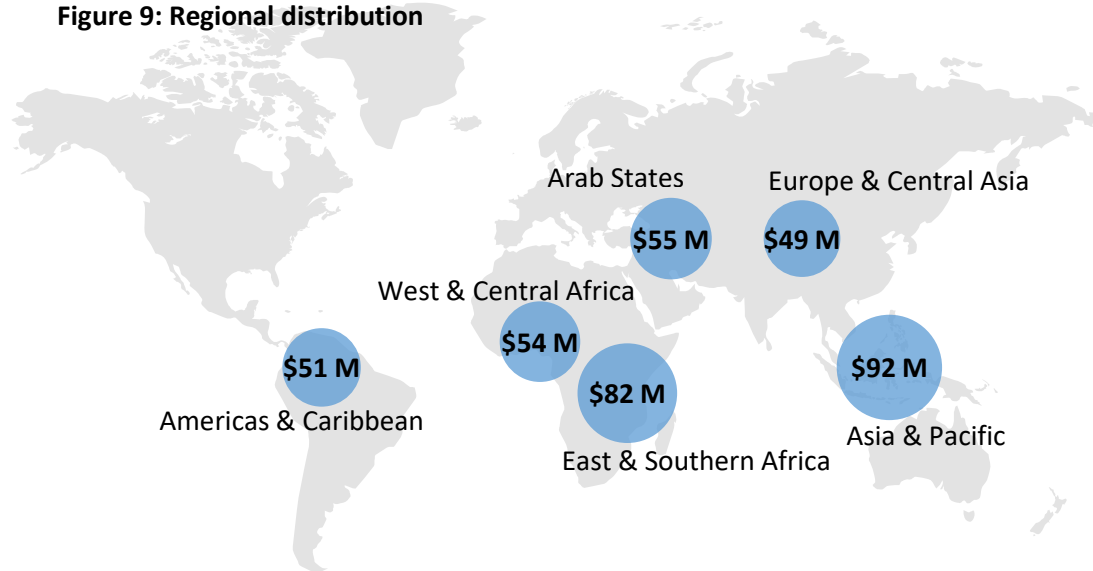 Figure 9: Regional distribution
Arab States
Europe & Central Asia
$55 M
$49 M
West & Central Africa
$54 M
$51 M
$82 M
$92 M
Americas & Caribbean
Asia & Pacific
East & Southern Africa